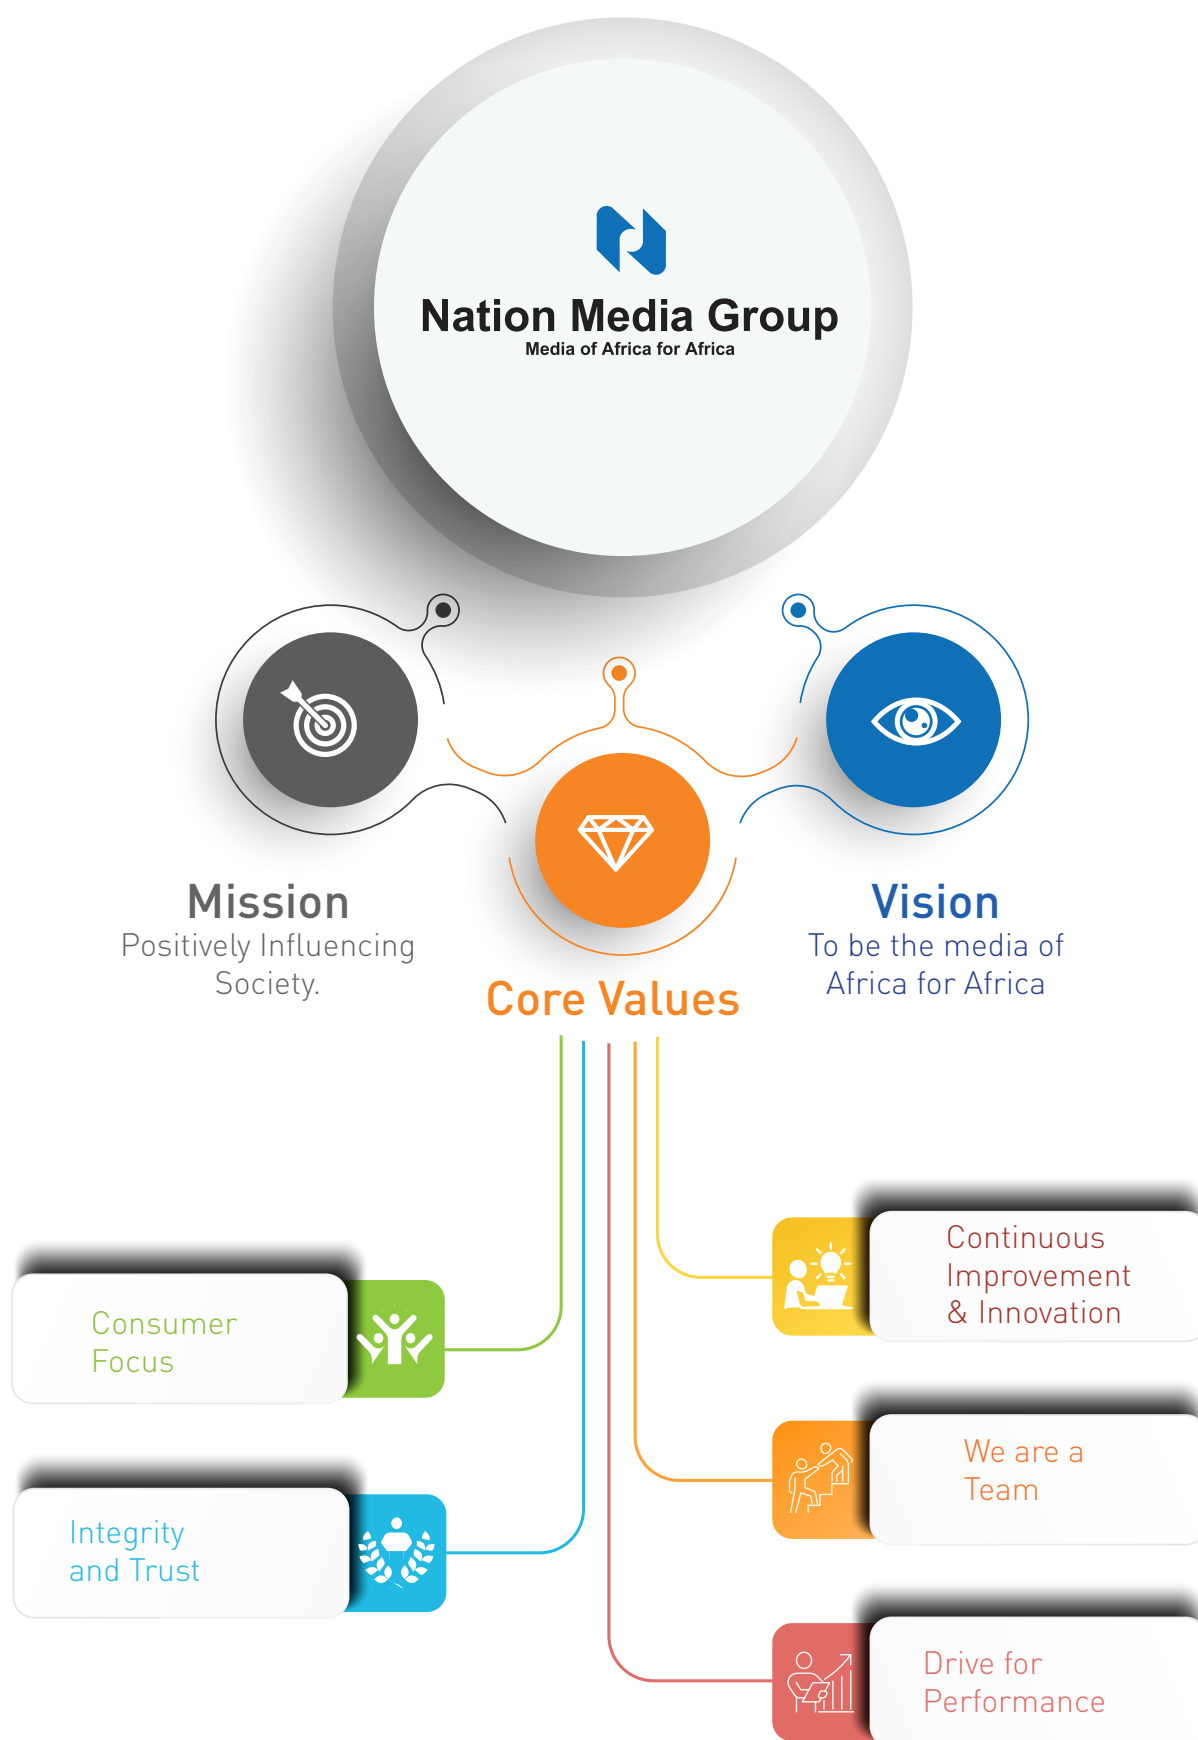 Nation Media Group
Media of Africa for Africa
Mission
Positively Influencing
Society.
Vision
To be the media of
Africa for Africa
Core Values
Consumer
Focus
Integrity
and Trust
Continuous
Improvement
& Innovation
We are a
Team
Drive for
Performance